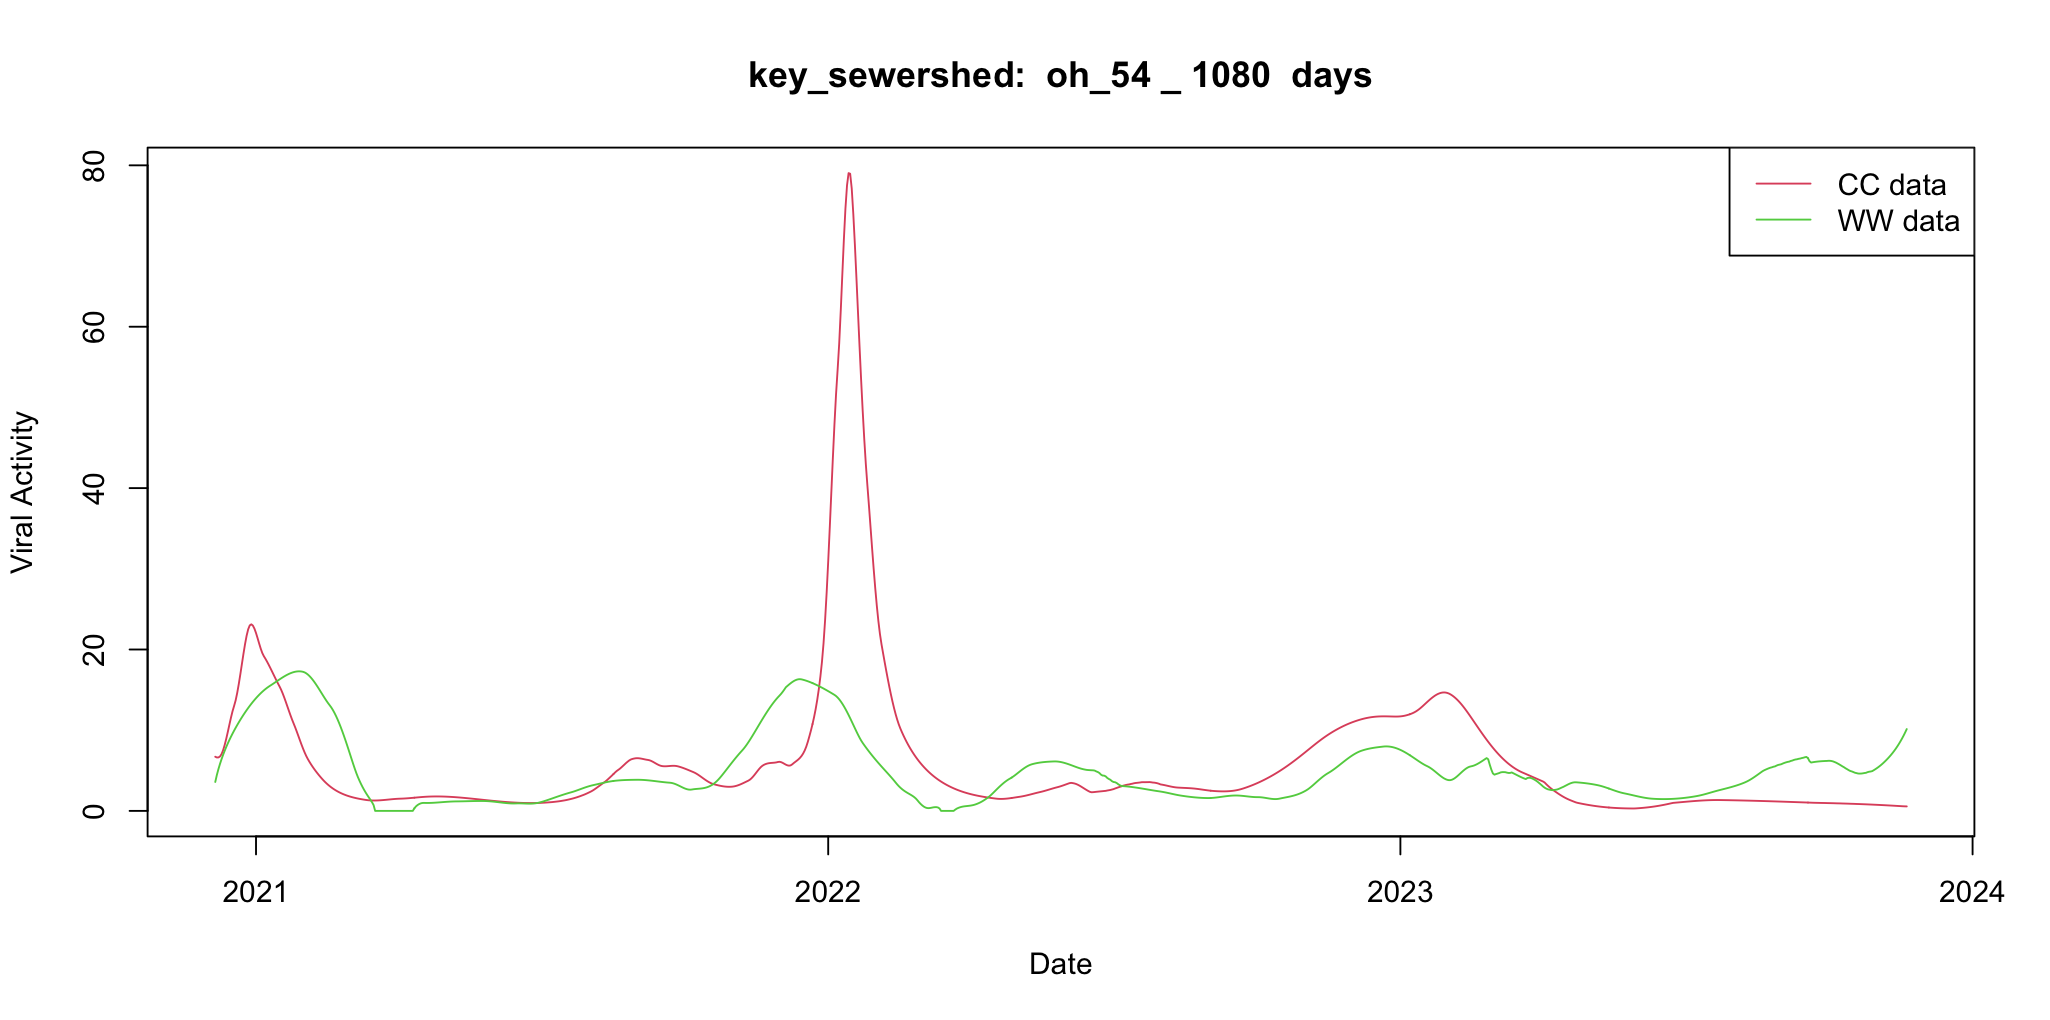 key_sewershed:  oh_54 _ 1080  days
CC data
WW data
Viral Activity
80
60
40
20
0
2021
2022
2023
2024
Date